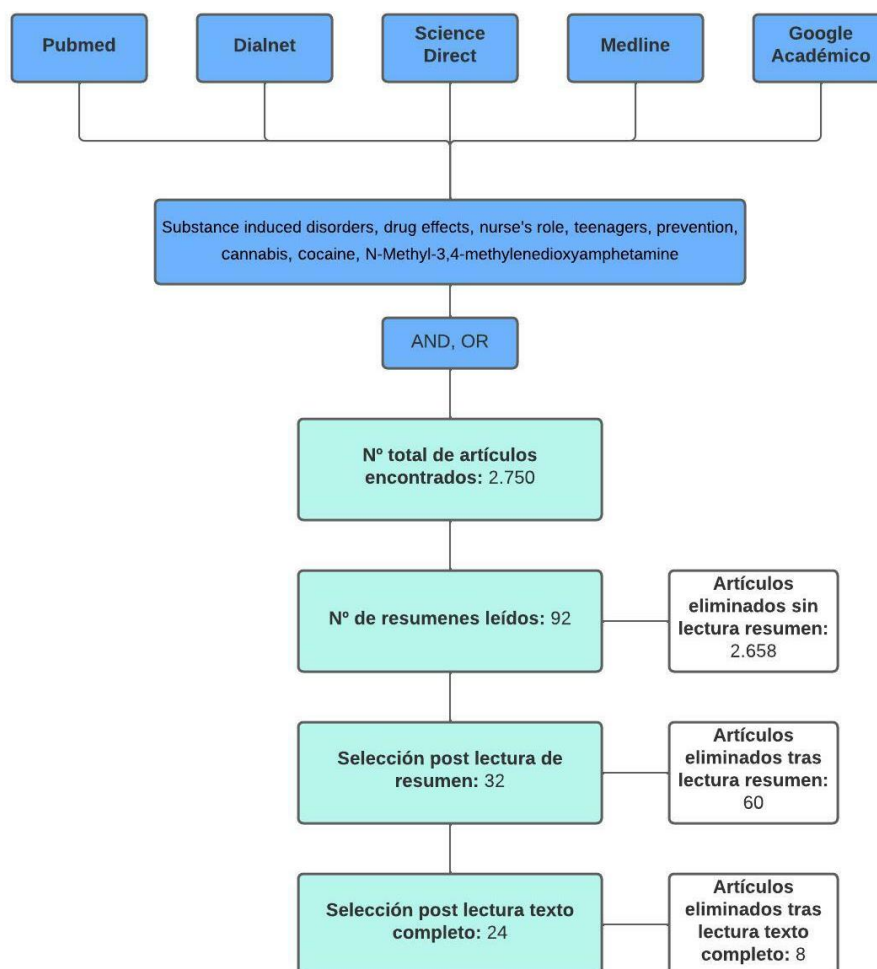 Pubmed
Dialnet
Science
Direct
Medline
Google
Académico
Substance induced disorders, drug effects, nurse's role, teenagers, prevention,
cannabis, cocaine, N-Methyl-3,4-methylenedioxyamphetamine
AND, OR
Nº total de artículos
encontrados: 2.750
Nº de resumenes leídos: 92
Artículos
eliminados sin
lectura resumen:
2.658
Selección post lectura de
resumen: 32
Artículos
eliminados tras
lectura resumen:
60
Selección post lectura texto
completo: 24
Artículos
eliminados tras
lectura texto
completo: 8